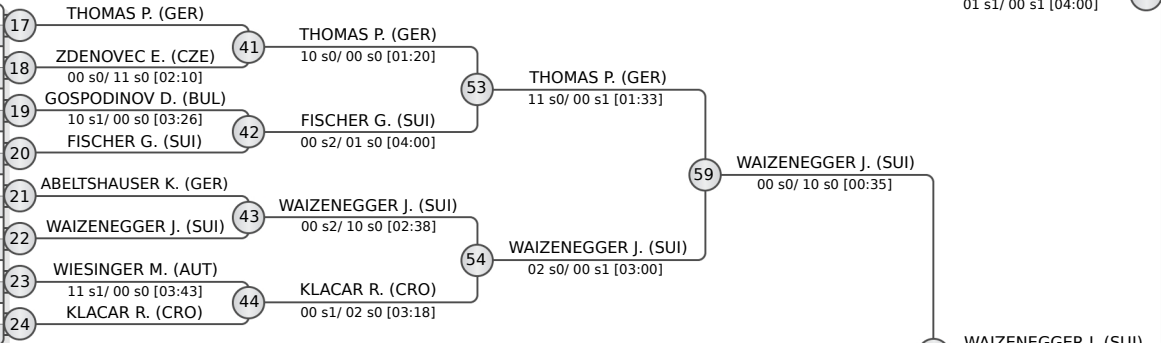 01 s1/ 00 s1 [04:00]
17
THOMAS P. (GER)
41
THOMAS P. (GER)
10 s0/ 00 s0 [01:20]
18
ZDENOVEC E. (CZE)
00 s0/ 11 s0 [02:10]
53
THOMAS P. (GER)
11 s0/ 00 s1 [01:33]
19
GOSPODINOV D. (BUL)
10 s1/ 00 s0 [03:26]
42
FISCHER G. (SUI)
00 s2/ 01 s0 [04:00]
20
FISCHER G. (SUI)
59
WAIZENEGGER J. (SUI)
00 s0/ 10 s0 [00:35]
21
ABELTSHAUSER K. (GER)
43
WAIZENEGGER J. (SUI)
00 s2/ 10 s0 [02:38]
22
WAIZENEGGER J. (SUI)
54
WAIZENEGGER J. (SUI)
02 s0/ 00 s1 [03:00]
23
WIESINGER M. (AUT)
11 s1/ 00 s0 [03:43]
44
KLACAR R. (CRO)
00 s1/ 02 s0 [03:18]
24
KLACAR R. (CRO)
WAIZENEGGER J. (SUI)